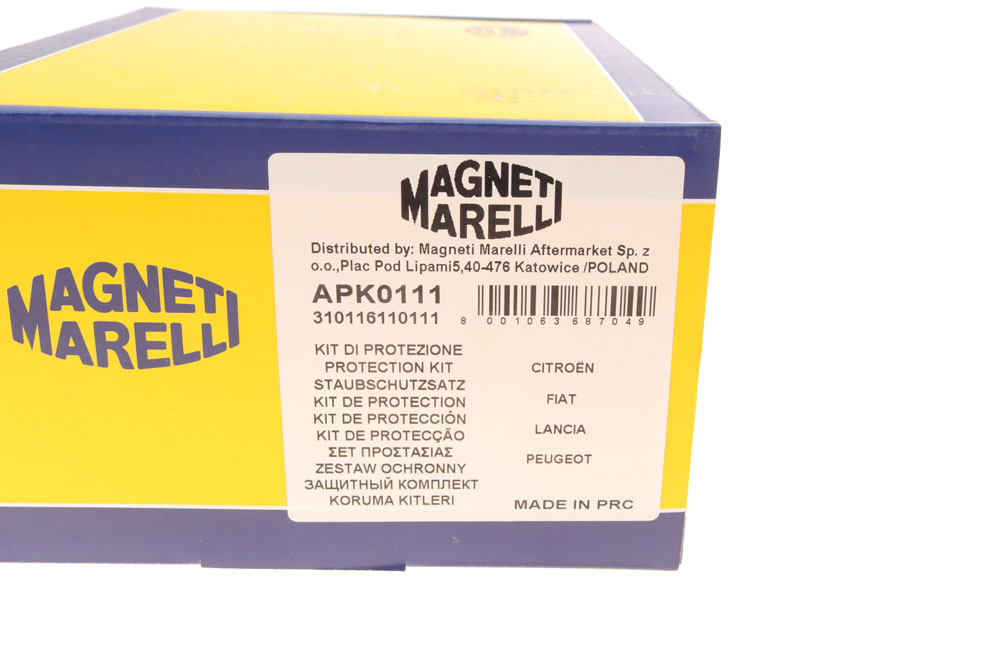 MAGNETI
MARELLI
MAGNETI
MARELLI
Distributed by: Magneti Marelli Aftermarket Sp. z
o.o.,Plac Pod Lipami5,40-476 Katowice /POLAND
APK0111
310116110111
8 001063 687049
KIT DI PROTEZIONE
PROTECTION KIT
STAUBSCHUTZSATZ
KIT DE PROTECTION
KIT DE PROTECCIÓN
KIT DE PROTECÇÃO
ΣΕΤ ΠΡΟΣΤΑΣΙΑΣ
ZESTAW OCHRONNY
ЗАЩИТНЫЙ КОМПЛЕКТ
KORUMA KITLERI
CITROËN
FIAT
LANCIA
PEUGEOT
MADE IN PRC